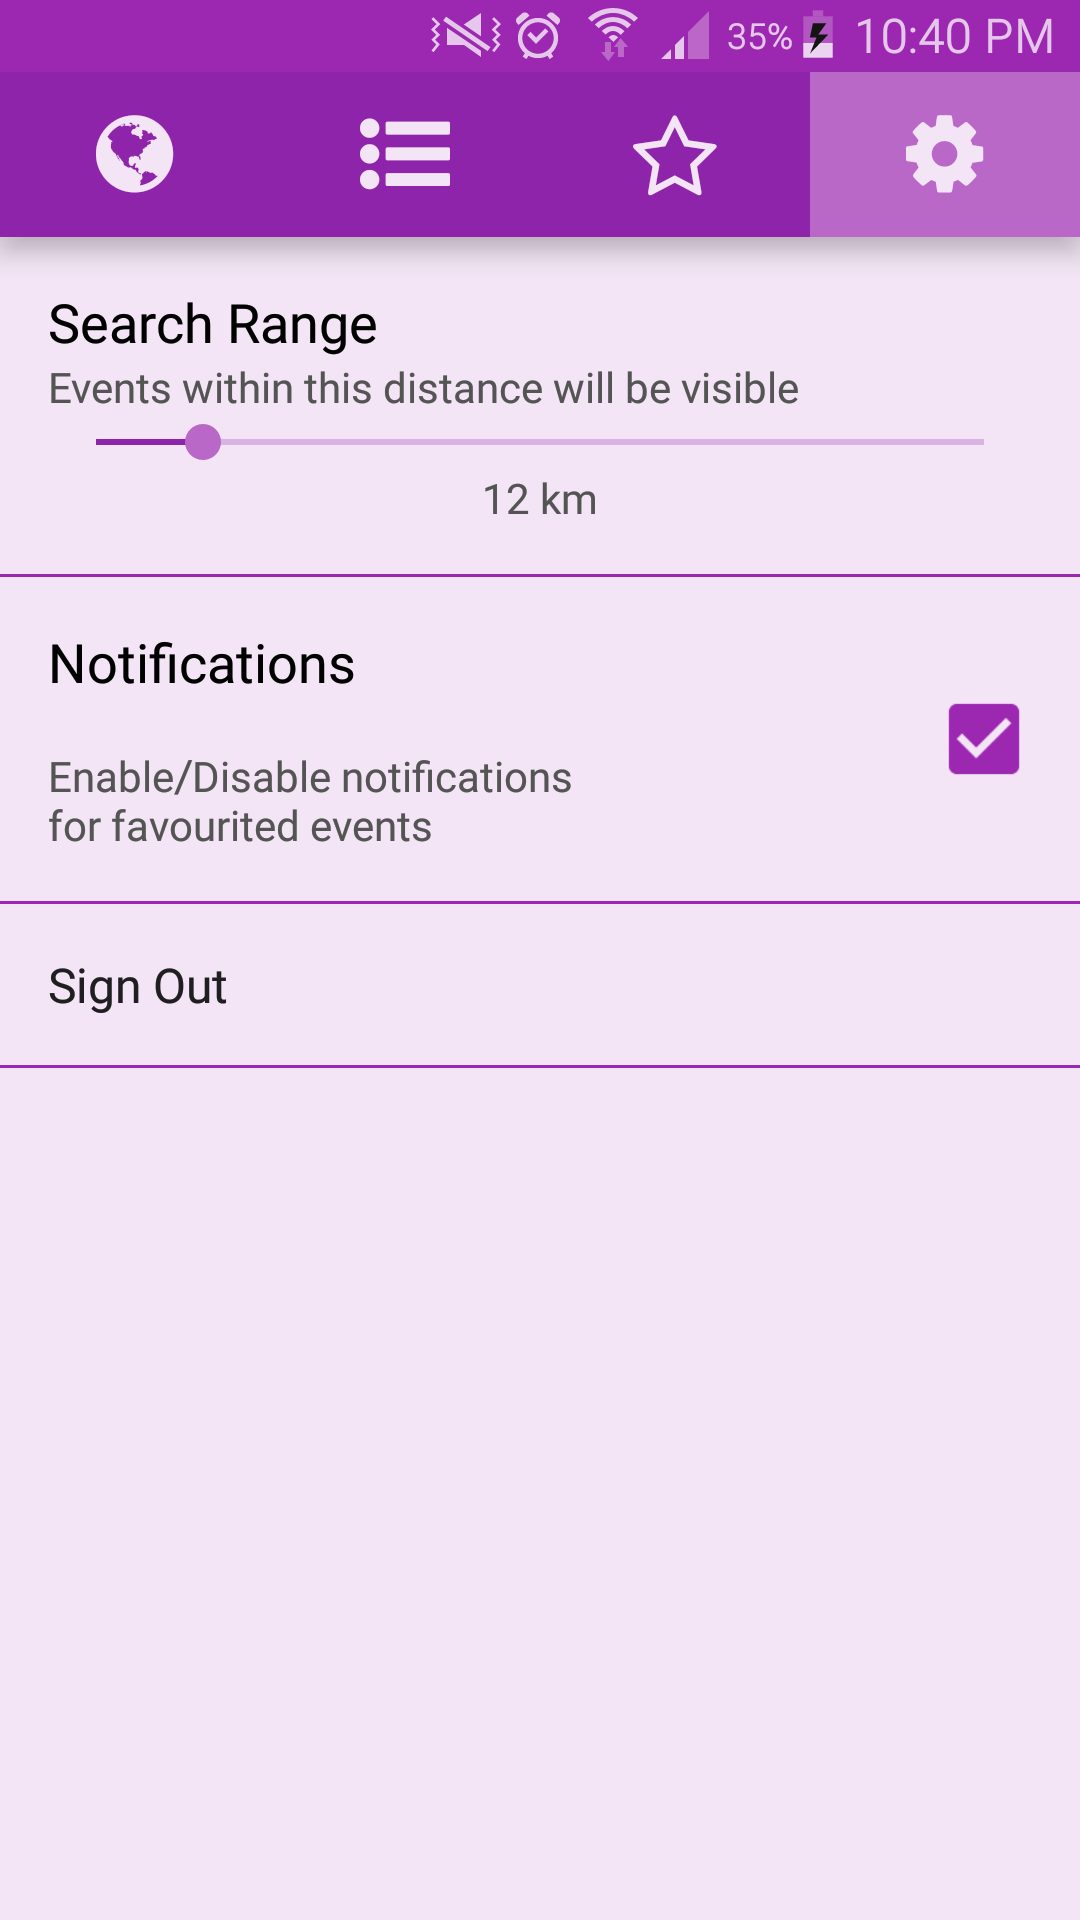 35% 10:40 PM
Search Range
Events within this distance will be visible
12 km
Notifications
Enable/Disable notifications
for favourited events
Sign Out